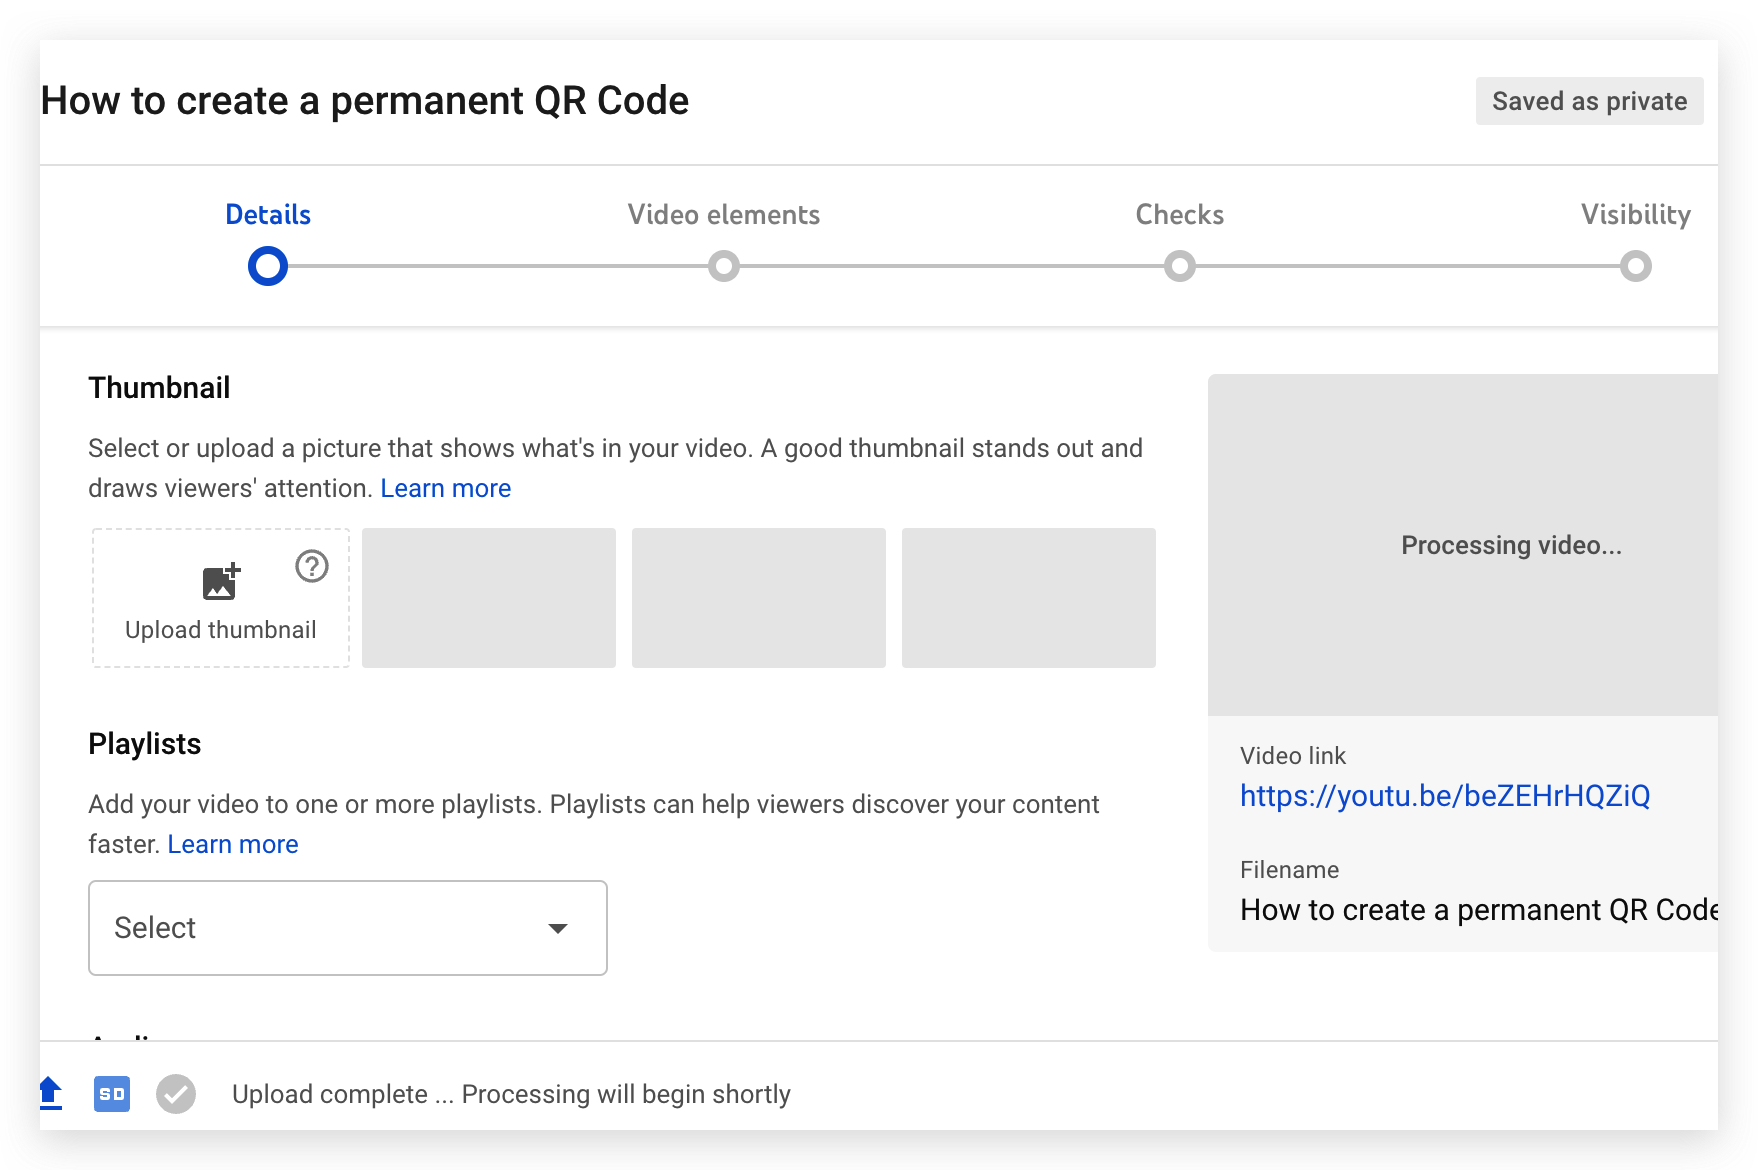 How to create a permanent QR Code
Saved as private
Details
Video elements
Checks
Visibility
Thumbnail
Select or upload a picture that shows what's in your video. A good thumbnail stands out and
draws viewers' attention. Learn more
Upload thumbnail
Processing video...
Playlists
Add your video to one or more playlists. Playlists can help viewers discover your content
faster. Learn more
Select
Video link
https://youtu.be/beZEHrHQZiQ
Filename
How to create a permanent QR Code
SD
Upload complete ... Processing will begin shortly